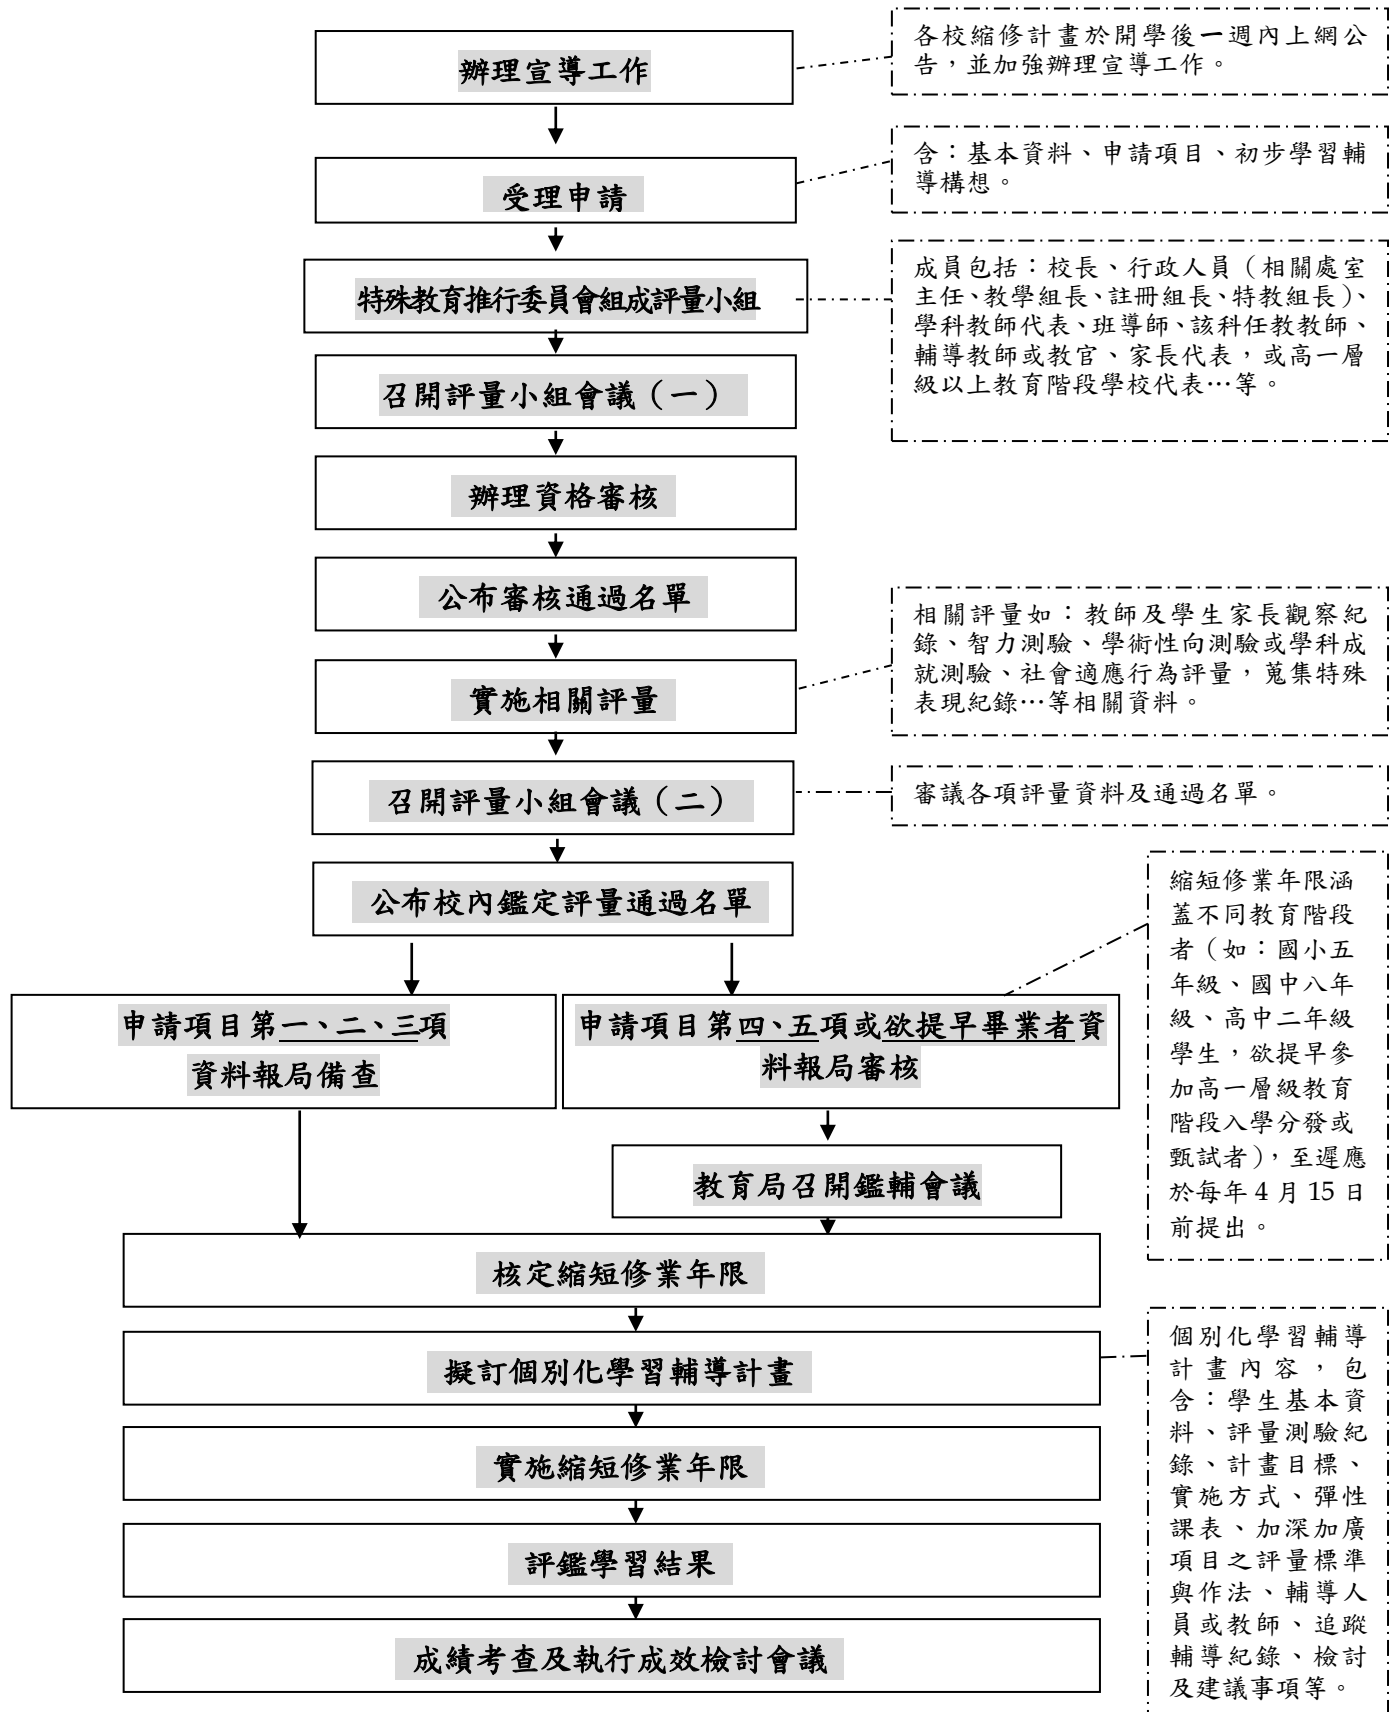 辦理宣導工作
各校縮修計畫於開學後一週內上網公
告，並加強辦理宣導工作。
受理申請
含：基本資料、申請項目、初步學習輔
導構想。
特殊教育推行委員會組成評量小組
成員包括：校長、行政人員（相關處室
主任、教學組長、註冊組長、特教組長）、
學科教師代表、班導師、該科任教教師、
輔導教師或教官、家長代表，或高一層
級以上教育階段學校代表…等。
召開評量小組會議（一）
辦理資格審核
公布審核通過名單
實施相關評量
相關評量如：教師及學生家長觀察紀
錄、智力測驗、學術性向測驗或學科成
就測驗、社會適應行為評量，蒐集特殊
表現紀錄…等相關資料。
召開評量小組會議（二）
審議各項評量資料及通過名單。
公布校內鑑定評量通過名單
申請項目第一、二、三項
資料報局備查
申請項目第四、五項或欲提早畢業者資
料報局審核
縮短修業年限涵
蓋不同教育階段
者（如：國小五
年級、國中八年
級、高中二年級
學生，欲提早參
加高一層級教育
階段入學分發或
甄試者），至遲應
於每年 4 月 15 日
前提出。
教育局召開鑑輔會議
核定縮短修業年限
擬訂個別化學習輔導計畫
個別化學習輔導
計畫內容，包
含：學生基本資
料、評量測驗紀
錄、計畫目標、
實施方式、彈性
課表、加深加廣
項目之評量標準
與作法、輔導人
員或教師、追蹤
輔導紀錄、檢討
及建議事項等。
實施縮短修業年限
評鑑學習結果
成績考查及執行成效檢討會議